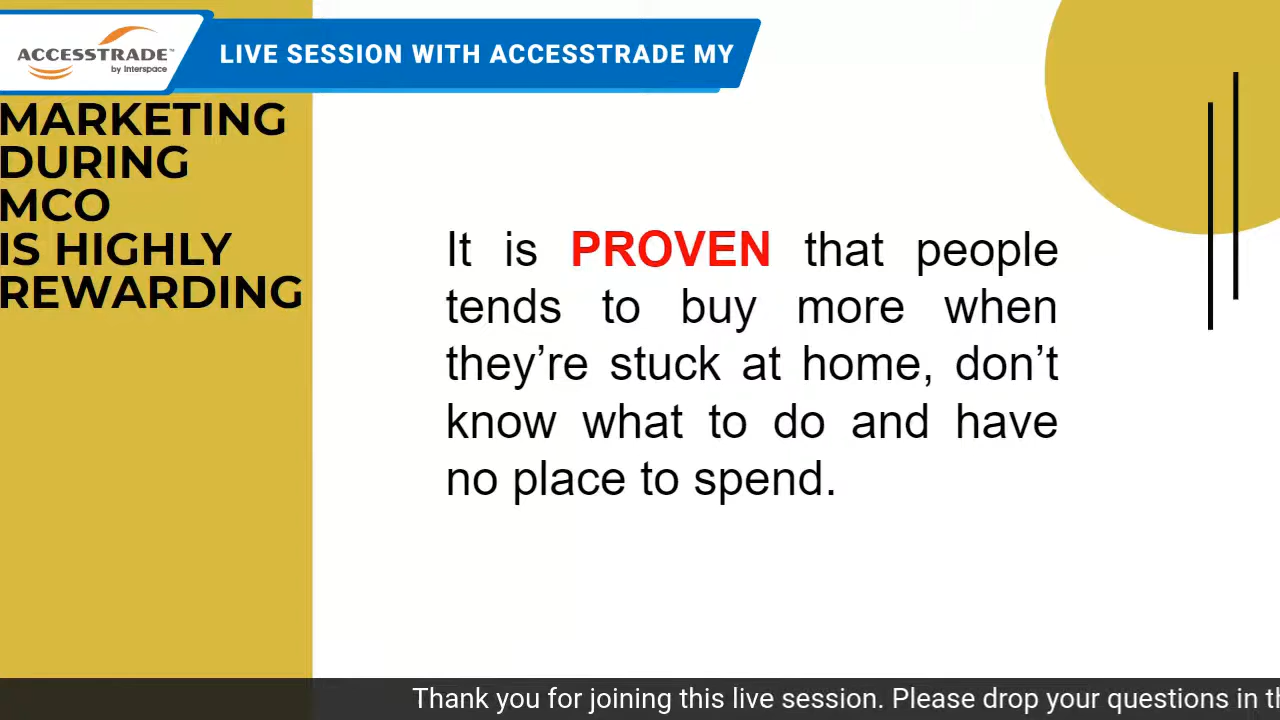 ACCESSTRADE™
by Interspace
LIVE SESSION WITH ACCESSTRADE MY
MARKETING
DURING
MCO
IS HIGHLY
REWARDING
It is PROVEN that people
tends to buy more when
they’re stuck at home, don’t
know what to do and have
no place to spend.
Thank you for joining this live session. Please drop your questions in th